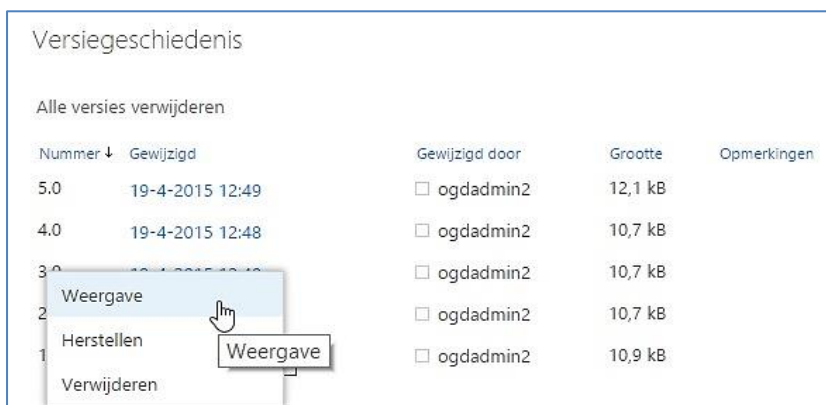 Versiegeschiedenis
Alle versies verwijderen
Nummer Gewijzigd Gewijzigd door Grootte Opmerkingen
5.0 19-4-2015 12:49 ogdadmin2 12,1 kB
4.0 19-4-2015 12:48 ogdadmin2 10,7 kB
ogdadmin2 10,7 kB
Weergave
2 ogdadmin2 10,7 kB
Herstellen Weergave
1 ogdadmin2 10,9 kB
Verwijderen